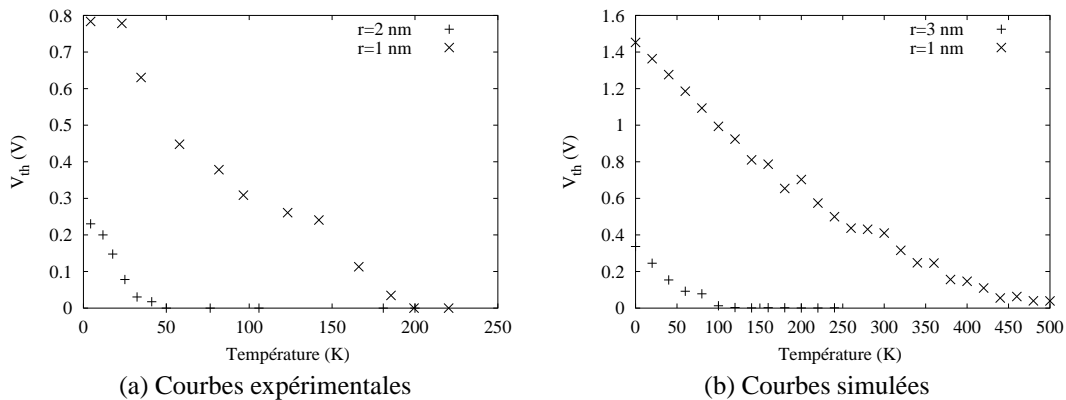 0.8
0.7
0.6
0.5
0.4
0.3
0.2
0.1
0
V_th (V)
r=2 nm
r=1 nm
0 50 100 150 200 250
Température (K)
(a) Courbes expérimentales
1.6
1.4
1.2
1
0.8
0.6
0.4
0.2
0
V_th (V)
r=3 nm
r=1 nm
0 50 100 150 200 250 300 350 400 450 500
Température (K)
(b) Courbes simulées